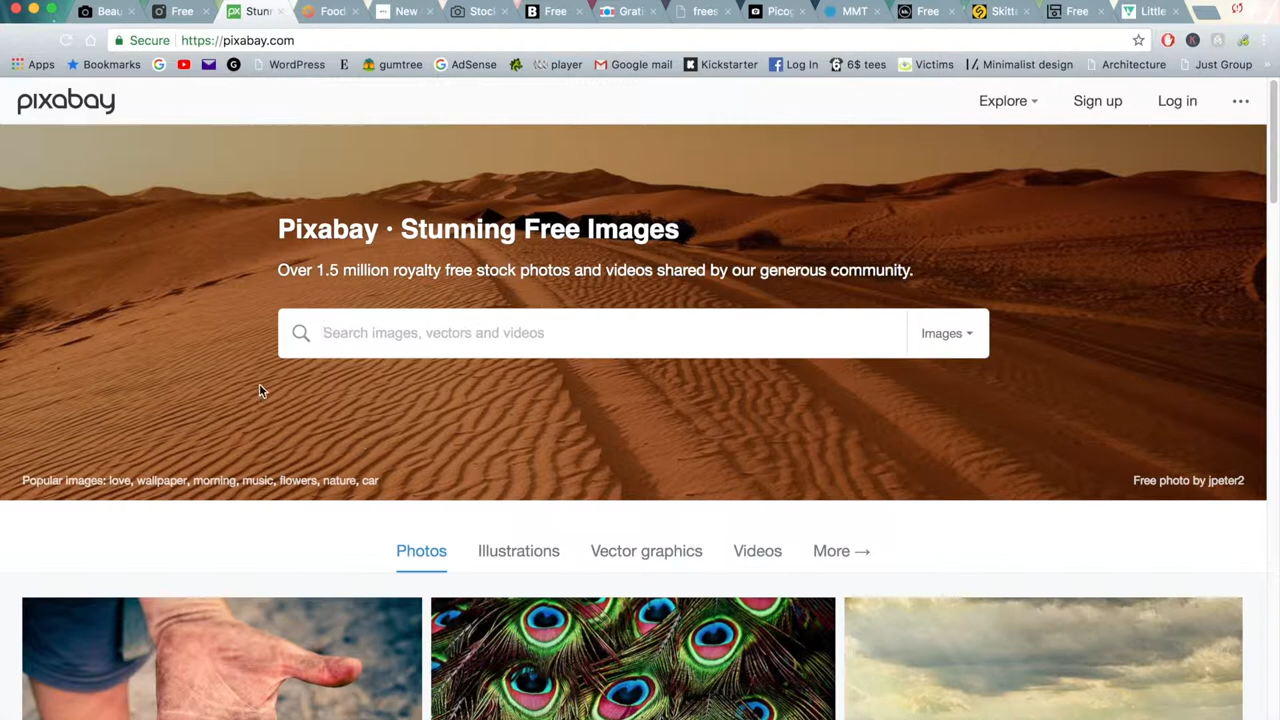 Beau Free Stunn Food New Stoc Free Grati frees Picog MMT Free Skitt Free Little
Secure https://pixabay.com
Apps Bookmarks WordPress E gumtree AdSense player Google mail Kickstarter Log In 6$ tees Victims Minimalist design Architecture Just Group »
pixabay Explore Sign up Log in
Pixabay · Stunning Free Images
Over 1.5 million royalty free stock photos and videos shared by our generous community.
Search images, vectors and videos Images
Popular images: love, wallpaper, morning, music, flowers, nature, car Free photo by jpeter2
Photos Illustrations Vector graphics Videos More →